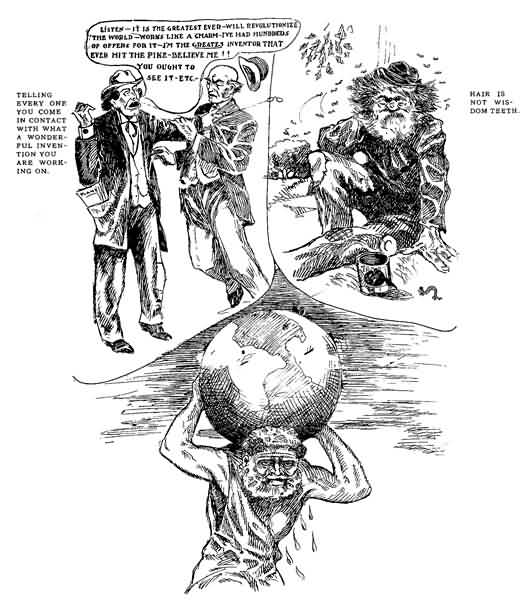 LISTEN—IT IS THE GREATEST EVER—WILL REVOLUTIONIZE
THE WORLD—WORKS LIKE A CHARM—I'VE HAD HUNDREDS
OF OFFERS FOR IT—I'M THE GREATES INVENTOR THAT
EVER HIT THE PIKE—BELIEVE ME!!
YOU OUGHT TO
SEE IT—ETC—
TELLING
EVERY ONE
YOU COME
IN CONTACT
WITH WHAT
A WONDER-
FUL INVEN-
TION YOU
ARE WORK-
ING ON.
HAIR IS
NOT WIS-
DOM TEETH.